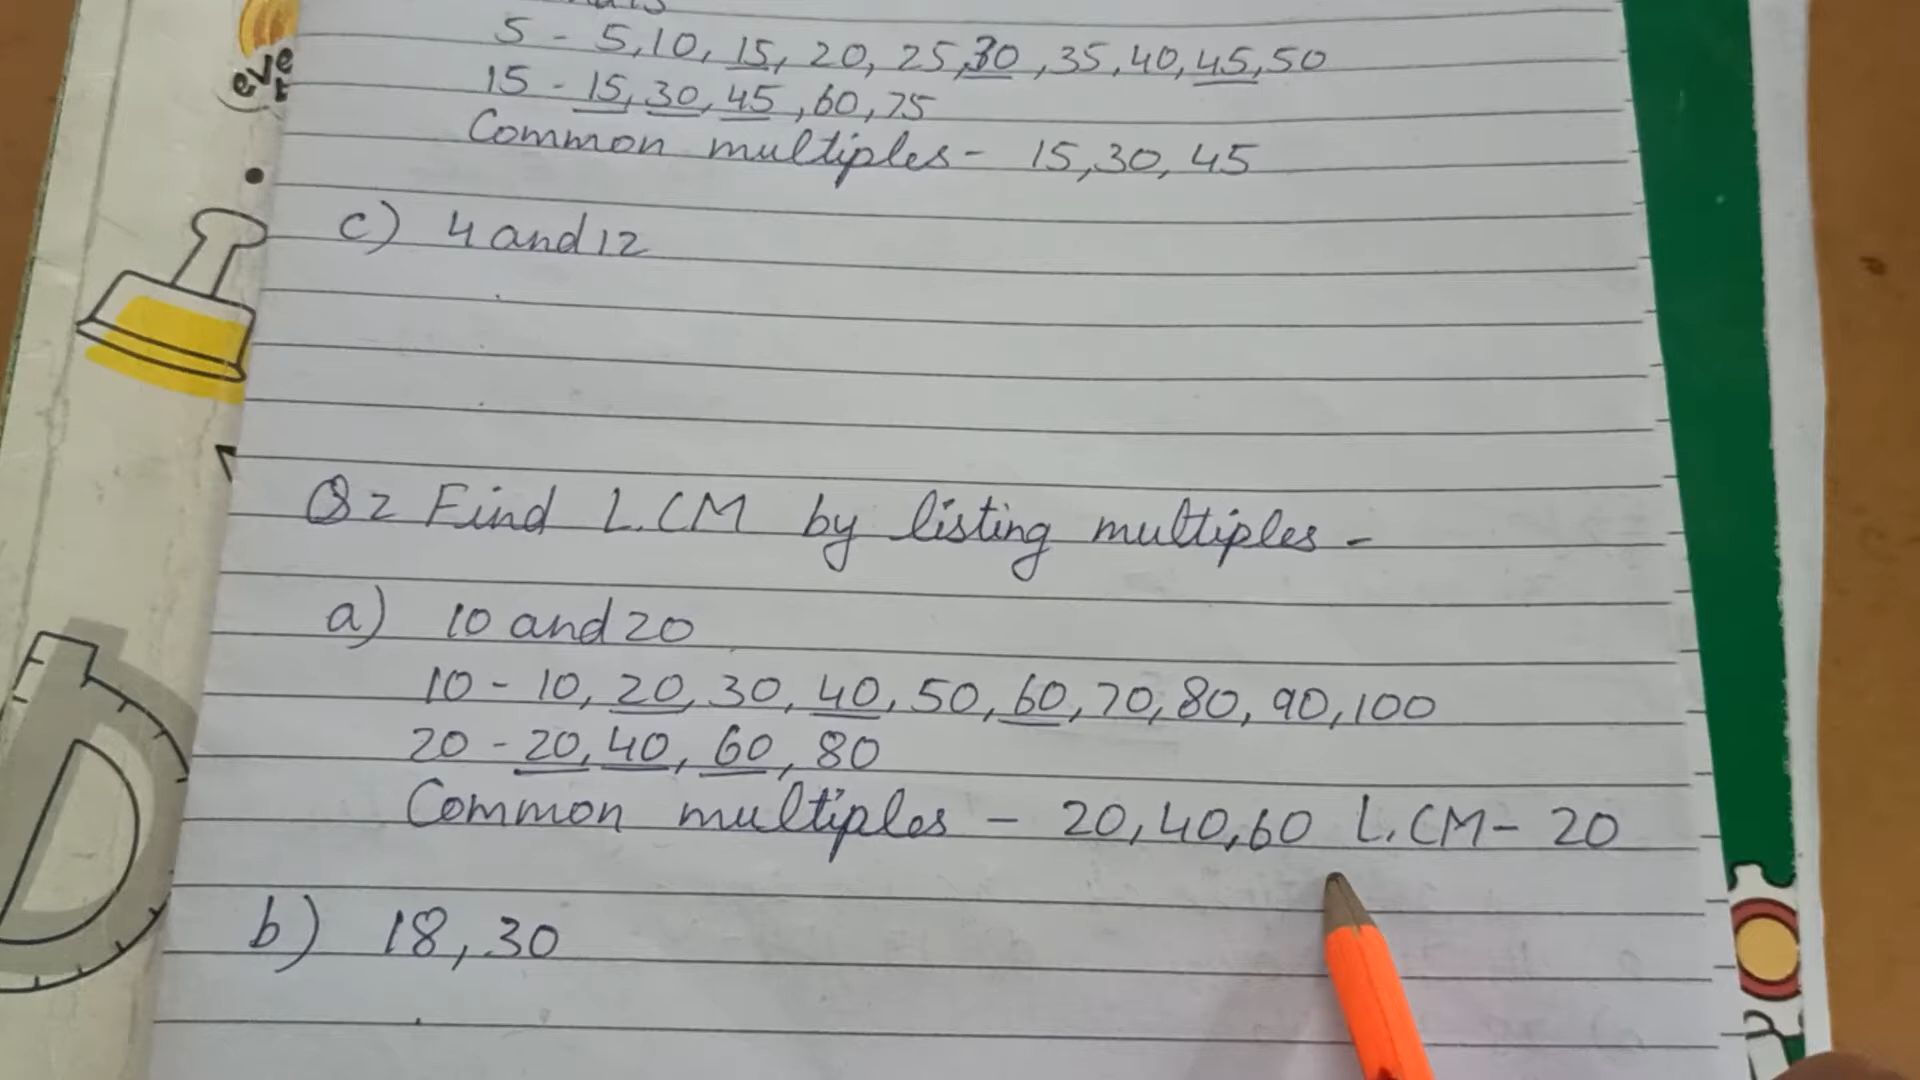 5 - 5,10, 15, 20, 25,30 ,35,40,45,50
15 - 15,30,45 ,60,75
Common multiples - 15,30,45
c) 4 and 12
Q2 Find L.CM by listing multiples -
a) 10 and 20
10 - 10, 20,30, 40, 50, 60,70,80, 90,100
20 - 20,40, 60, 80
Common multiples - 20,40,60 L.CM- 20
b) 18,30